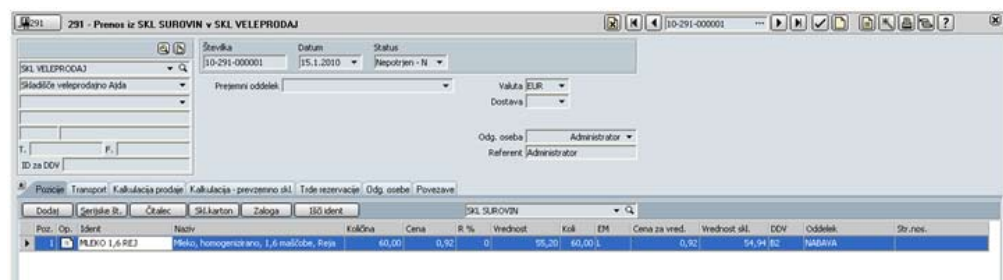 291 291 - Prenos iz SKL SUROVIN v SKL VELEPRODAJ 10-291-000001 ... ?
Številka Datum Status
SKL VELEPRODAJ 10-291-000001 15.1.2010 Nepotrjen - N
Skladišče veleprodajno Ajda Prejemni oddelek Valuta EUR
Dostava
Odg. oseba Administrator
T. F. Referent Administrator
ID za DDV
Pozicije Transport Kalkulacija prodaje Kalkulacija - prevzemno skl. Trde rezervacije Odg. osebe Povezave
Dodaj Serijske št. Čitalec Skl.karton Zaloga Išči ident SKL SUROVIN
Poz. Op. Ident Naziv Količina Cena R % Vrednost Koli EM Cena za vred. Vrednost skl. DDV Oddelek Str.nos.
1 MLEKO 1,6 REJ Mleko, homogenizirano, 1,6 maščobe, Reja 60,00 0,92 0 55,20 60,00 L 0,92 54,94 B2 NABAVA